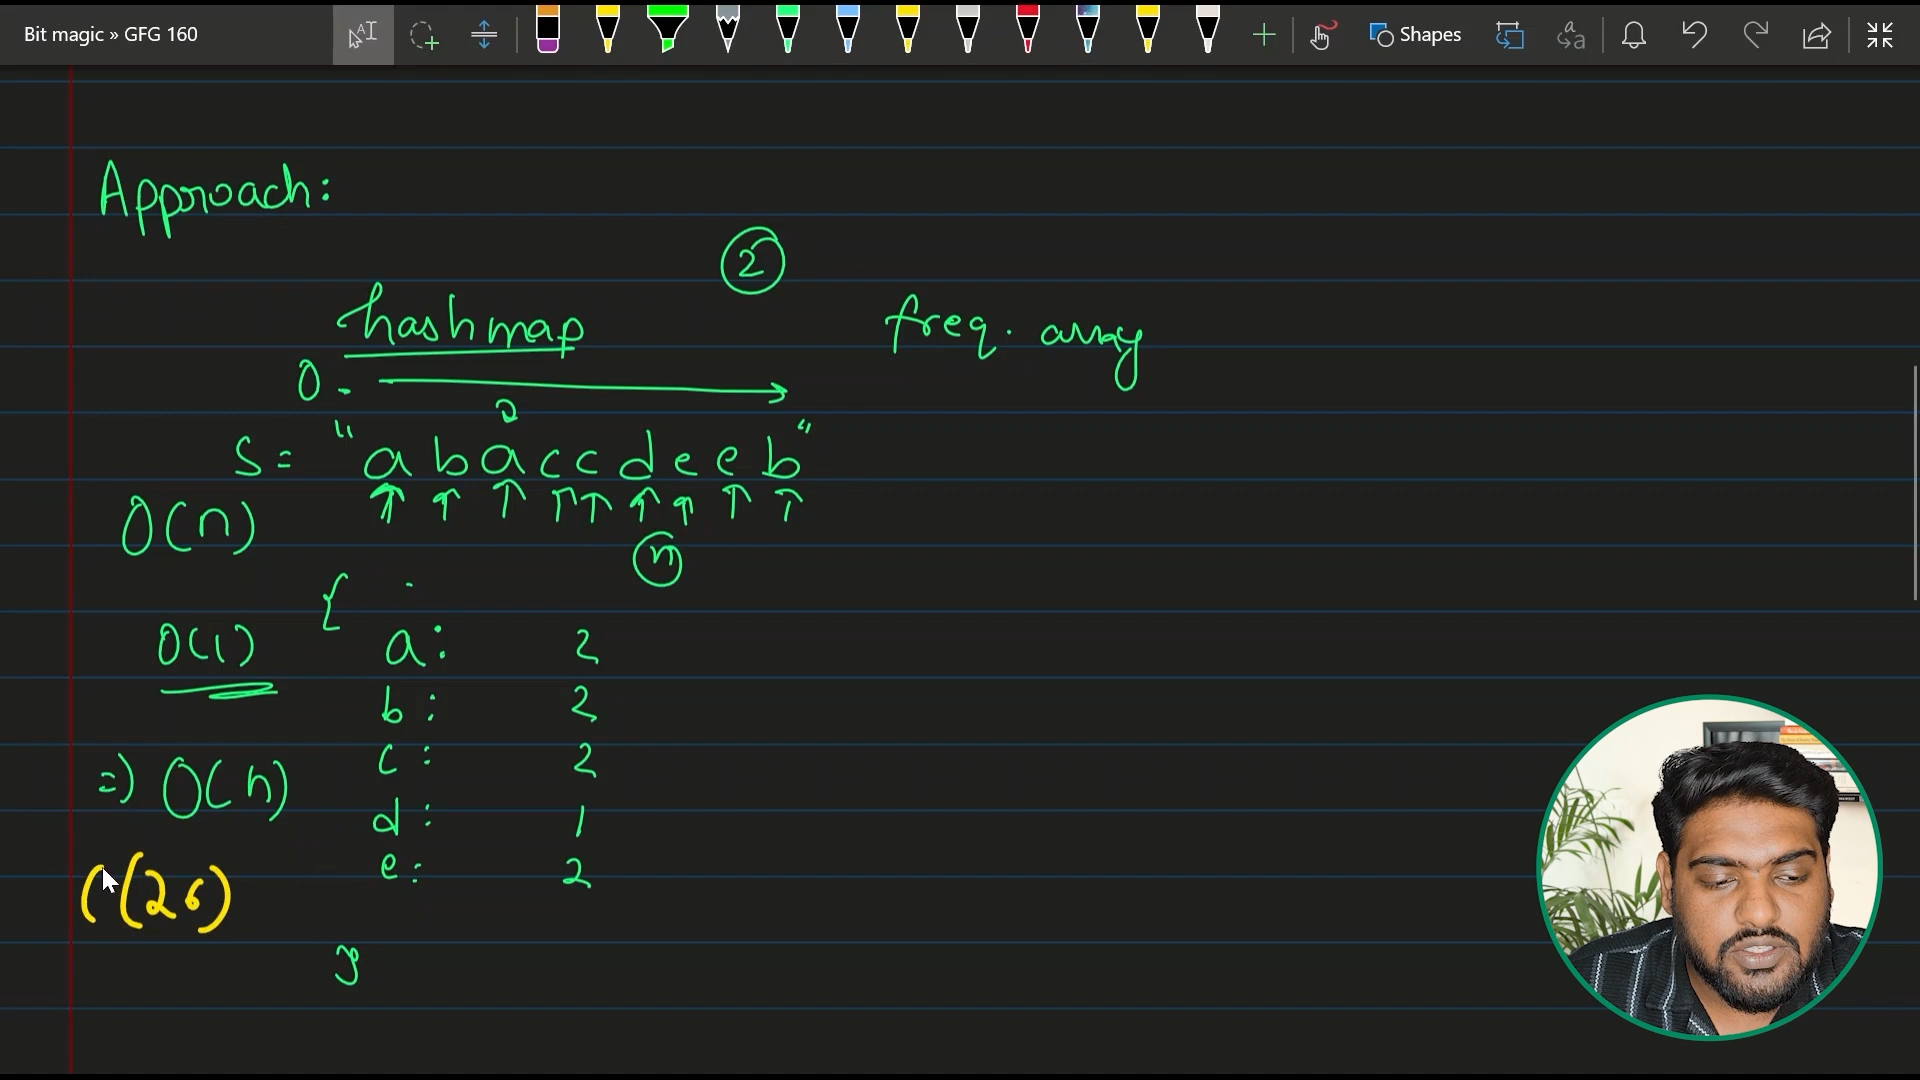 Bit magic » GFG 160
Shapes
Approach:
2
hashmap
freq. array
0 -
2
S = "abaccdeeb"
O(n)
n
{
O(1)
a: 2
b: 2
=) O(n)
c: 2
d: 1
e: 2
(26)
}